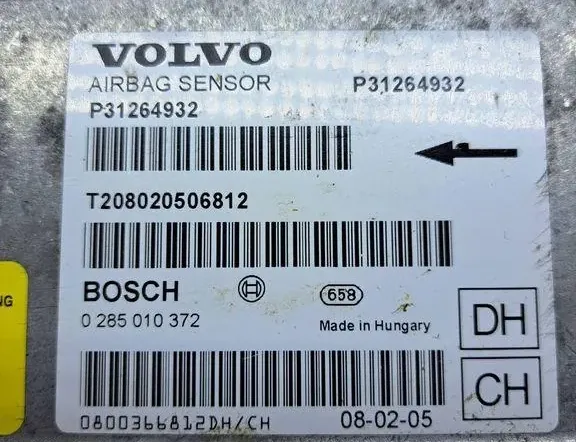 VOLVO
AIRBAG SENSOR P31264932
P31264932
T208020506812
BOSCH 658
0 285 010 372 Made in Hungary
DH
CH
0800366812DH/CH 08-02-05
NG